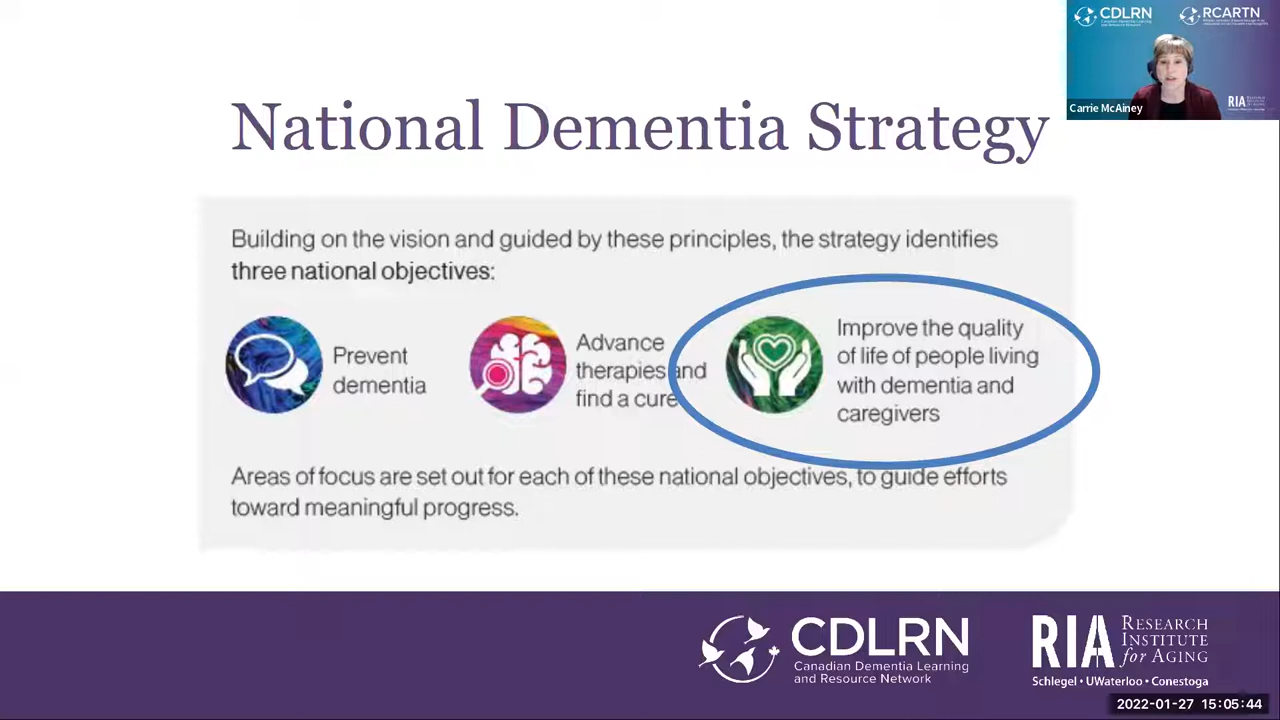 CDLRN
RCARTN
Carrie McAiney
RIA
National Dementia Strategy
Building on the vision and guided by these principles, the strategy identifies
three national objectives:
Prevent
dementia
Advance
therapies and
find a cure
Improve the quality
of life of people living
with dementia and
caregivers
Areas of focus are set out for each of these national objectives, to guide efforts
toward meaningful progress.
CDLRN
Canadian Dementia Learning
and Resource Network
RIA
RESEARCH
INSTITUTE
for AGING
Schlegel • UWaterloo • Conestoga
2022-01-27 15:05:44